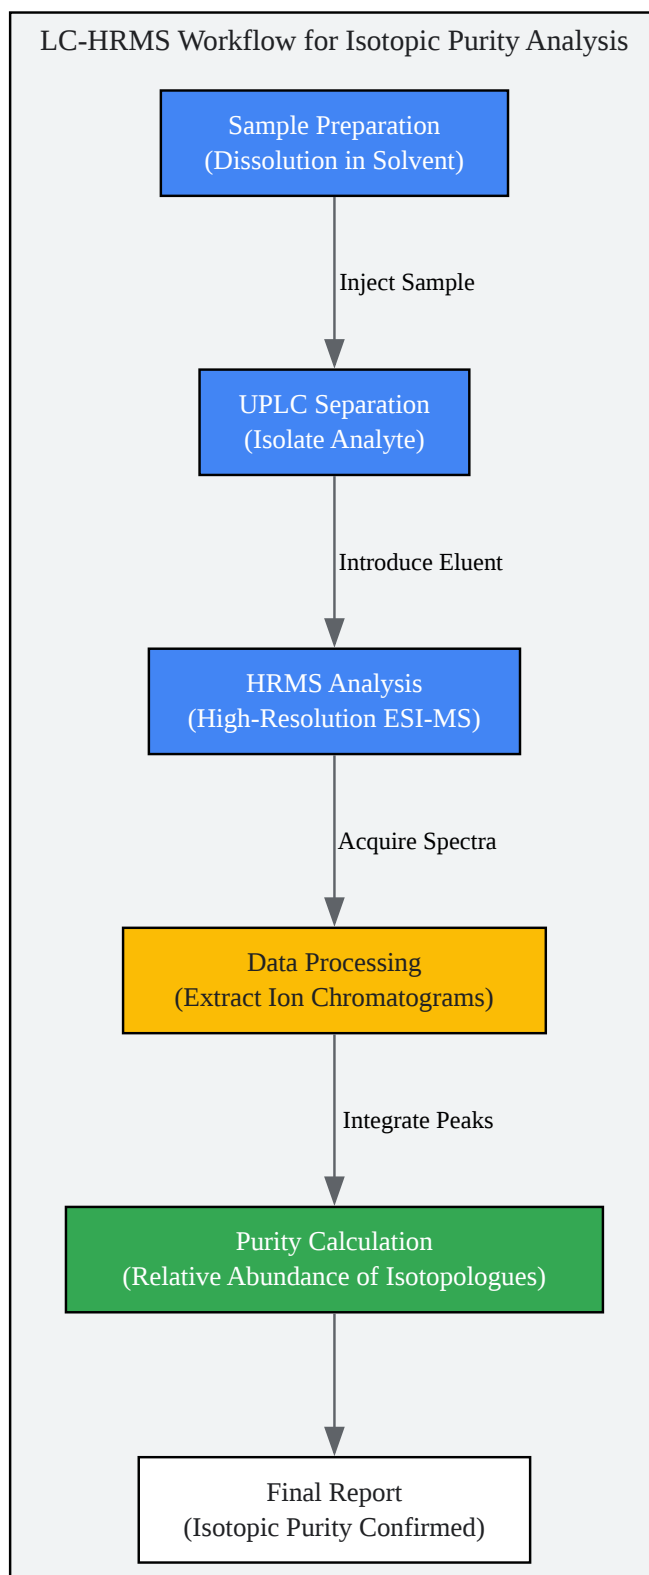 LC-HRMS Workflow for Isotopic Purity Analysis
Sample Preparation
(Dissolution in Solvent)
Inject Sample
UPLC Separation
(Isolate Analyte)
Introduce Eluent
HRMS Analysis
(High-Resolution ESI-MS)
Acquire Spectra
Data Processing
(Extract Ion Chromatograms)
Integrate Peaks
Purity Calculation
(Relative Abundance of Isotopologues)
Final Report
(Isotopic Purity Confirmed)